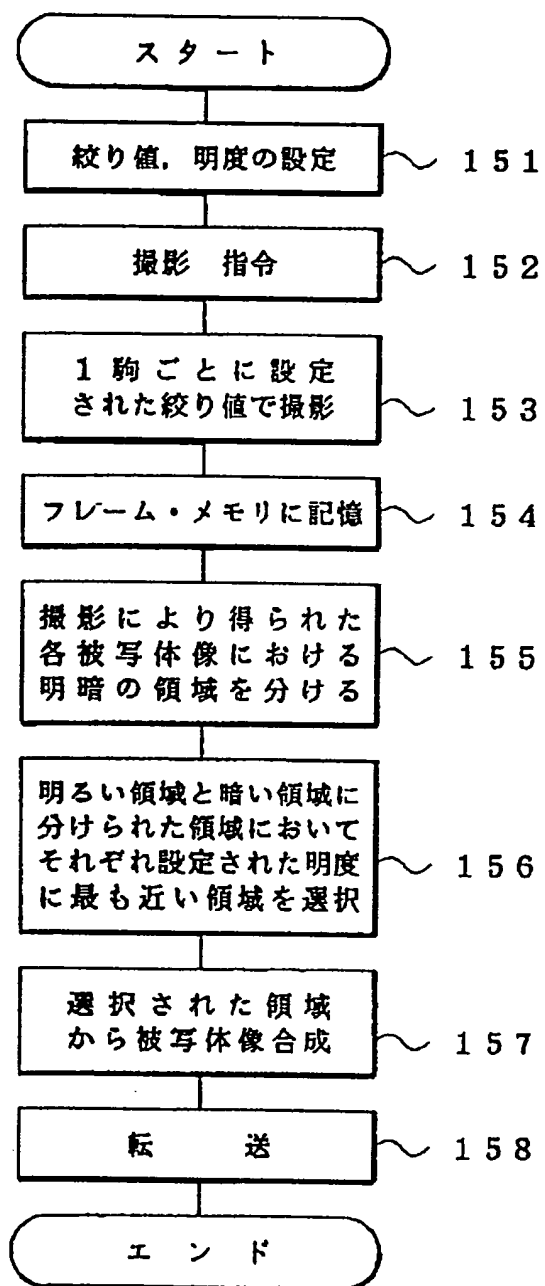 スタート
絞り値, 明度の設定
151
撮影 指令
152
1駒ごとに設定
された絞り値で撮影
153
フレーム・メモリに記憶
154
撮影により得られた
各被写体像における
明暗の領域を分ける
155
明るい領域と暗い領域に
分けられた領域において
それぞれ設定された明度
に最も近い領域を選択
156
選択された領域
から被写体像合成
157
転 送
158
エンド